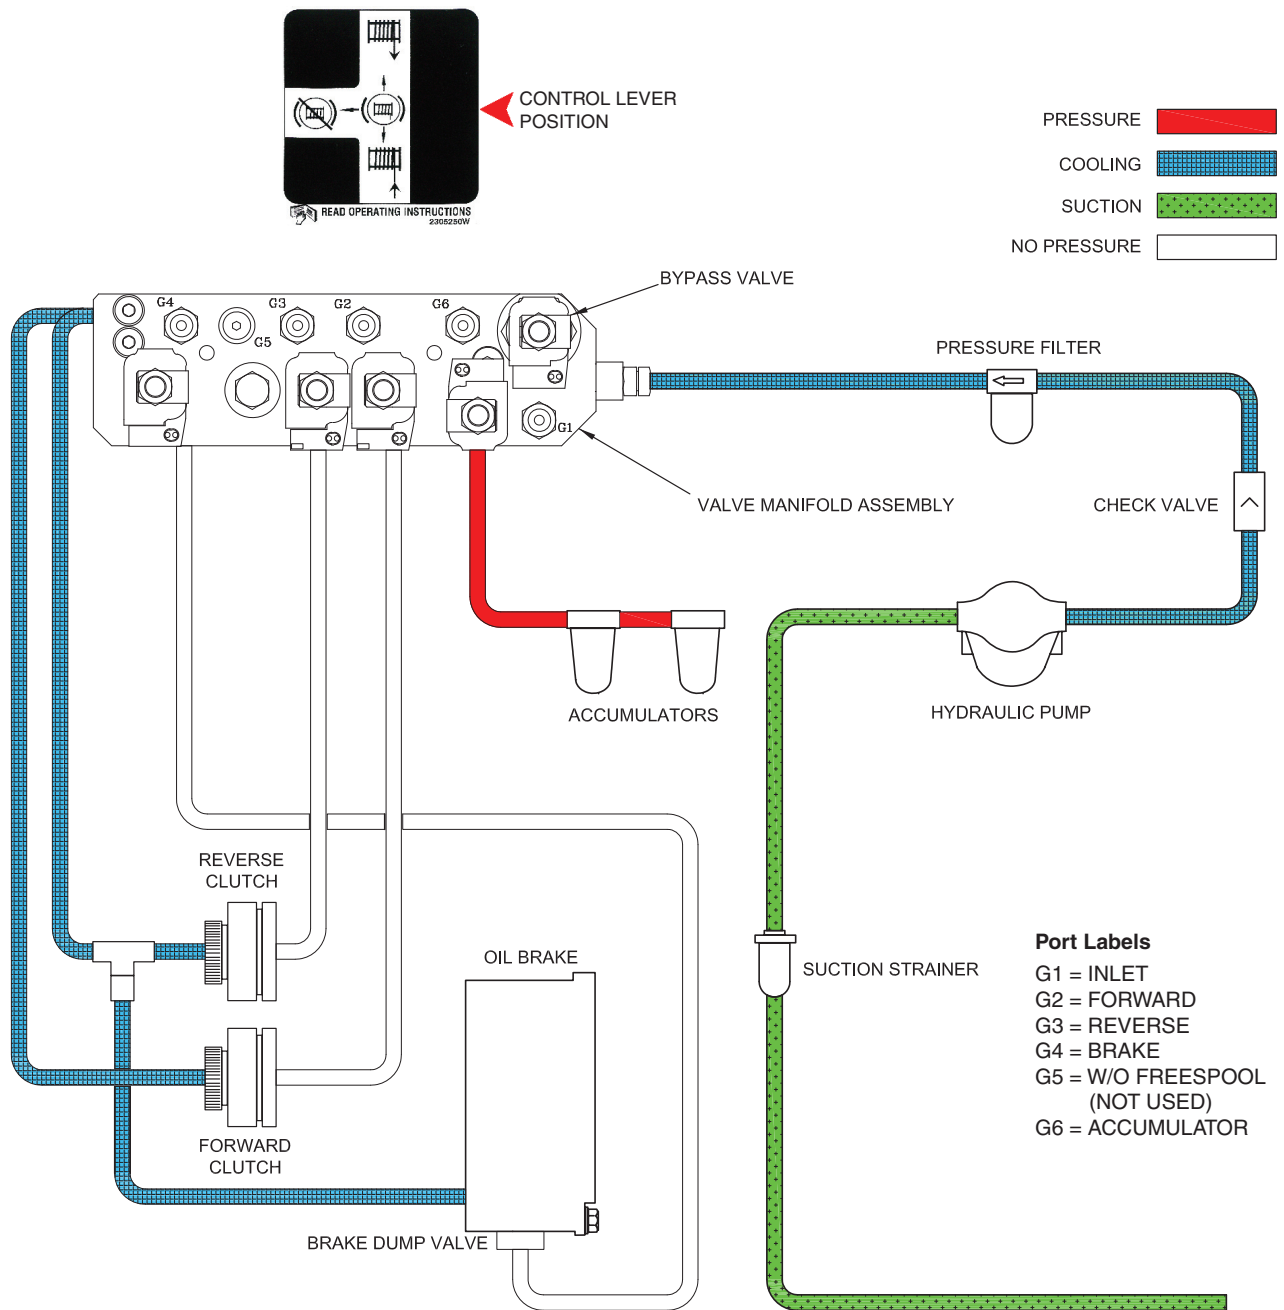 CONTROL LEVER
POSITION
READ OPERATING INSTRUCTIONS
2305250W
PRESSURE
COOLING
SUCTION
NO PRESSURE
BYPASS VALVE
G4
G5
G3
G2
G6
G1
PRESSURE FILTER
VALVE MANIFOLD ASSEMBLY
CHECK VALVE
ACCUMULATORS
HYDRAULIC PUMP
REVERSE
CLUTCH
OIL BRAKE
SUCTION STRAINER
FORWARD
CLUTCH
BRAKE DUMP VALVE
Port Labels
G1 = INLET
G2 = FORWARD
G3 = REVERSE
G4 = BRAKE
G5 = W/O FREESPOOL
(NOT USED)
G6 = ACCUMULATOR